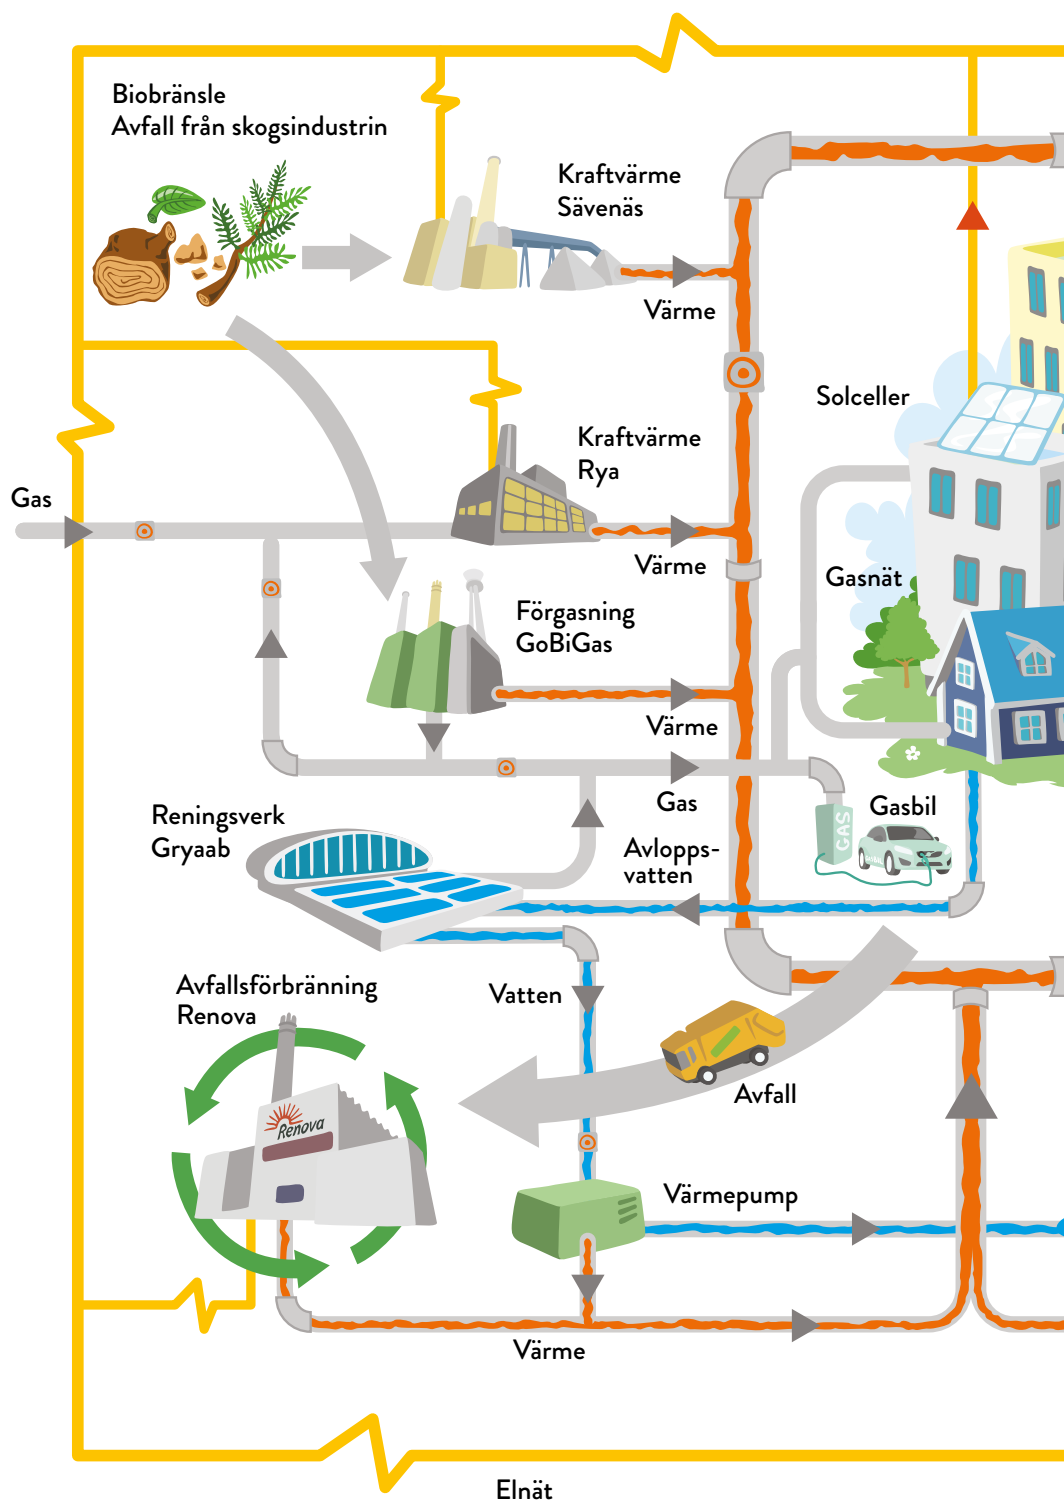 Biobränsle
Avfall från skogsindustrin
Kraftvärme
Sävenäs
Värme
Solceller
Kraftvärme
Rya
Gas
Värme
Gasnät
Förgasning
GoBiGas
Värme
Gas
Reningsverk
Gryaab
Gasbil
GAS
GASBIL
Avlopps-
vatten
Avfallsförbränning
Renova
Vatten
Avfall
Renova
Värmepump
Värme
Elnät